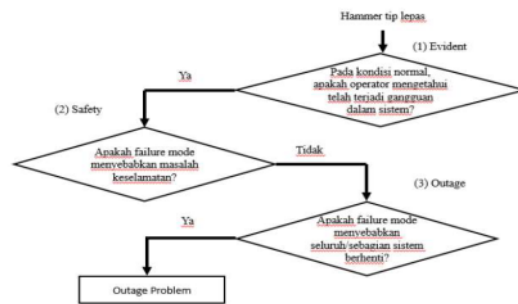 Hammer tip lepas
(1) Evident
Pada kondisi normal,
apakah operator mengetahui
telah terjadi gangguan
dalam sistem?
Ya
(2) Safety
Apakah failure mode
menyebabkan masalah
keselamatan?
Tidak
(3) Outage
Apakah failure mode
menyebabkan
seluruh/sebagian sistem
berhenti?
Ya
Outage Problem